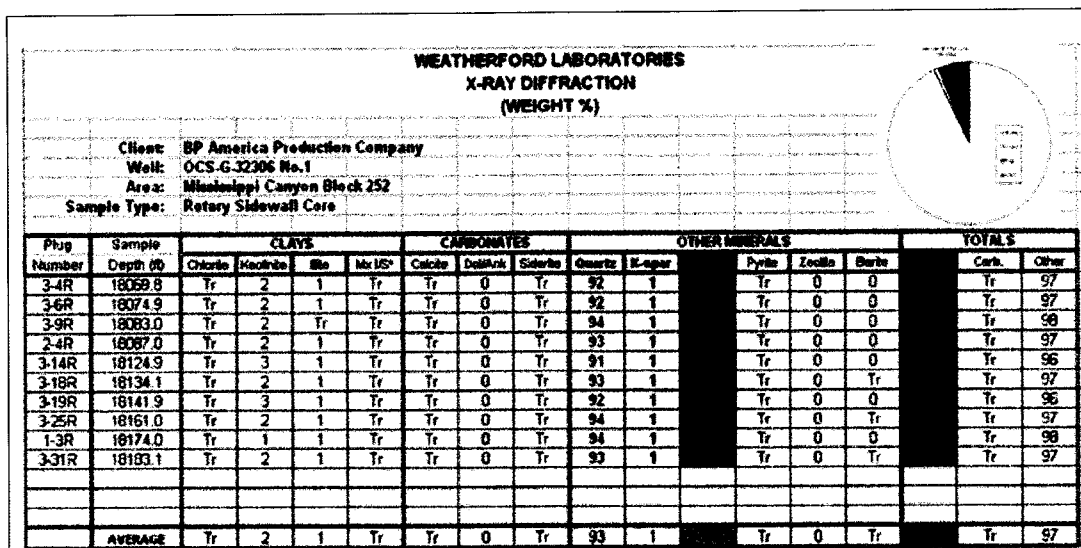 WEATHERFORD LABORATORIES
X-RAY DIFFRACTION
(WEIGHT %)
Client: BP America Production Company
Well: OCS-G-32306 No.1
Area: Mississippi Canyon Block 252
Sample Type: Rotary Sidewall Core
Plug Sample CLAYS CARBONATES OTHER MINERALS TOTALS
Number Depth (ft) Chlorite Kaolinite Illite Mx I/S* Calcite Dol/Ank Siderite Quartz K-spar Pyrite Zeolite Barite Carb. Other
3-4R 18069.8 Tr 2 1 Tr Tr 0 Tr 92 1 Tr 0 0 Tr 97
3-6R 18074.9 Tr 2 1 Tr Tr 0 Tr 92 1 Tr 0 0 Tr 97
3-9R 18083.0 Tr 2 Tr Tr Tr 0 Tr 94 1 Tr 0 0 Tr 98
2-4R 18087.0 Tr 2 1 Tr Tr 0 Tr 93 1 Tr 0 0 Tr 97
3-14R 18124.9 Tr 3 1 Tr Tr 0 Tr 91 1 Tr 0 0 Tr 96
3-18R 18134.1 Tr 2 1 Tr Tr 0 Tr 93 1 Tr 0 Tr Tr 97
3-19R 18141.9 Tr 3 1 Tr Tr 0 Tr 92 1 Tr 0 0 Tr 96
3-25R 18161.0 Tr 2 1 Tr Tr 0 Tr 94 1 Tr 0 Tr Tr 97
1-3R 18174.0 Tr 1 1 Tr Tr 0 Tr 94 1 Tr 0 0 Tr 98
3-31R 18183.1 Tr 2 1 Tr Tr 0 Tr 93 1 Tr 0 Tr Tr 97
AVERAGE Tr 2 1 Tr Tr 0 Tr 93 1 Tr 0 Tr Tr 97